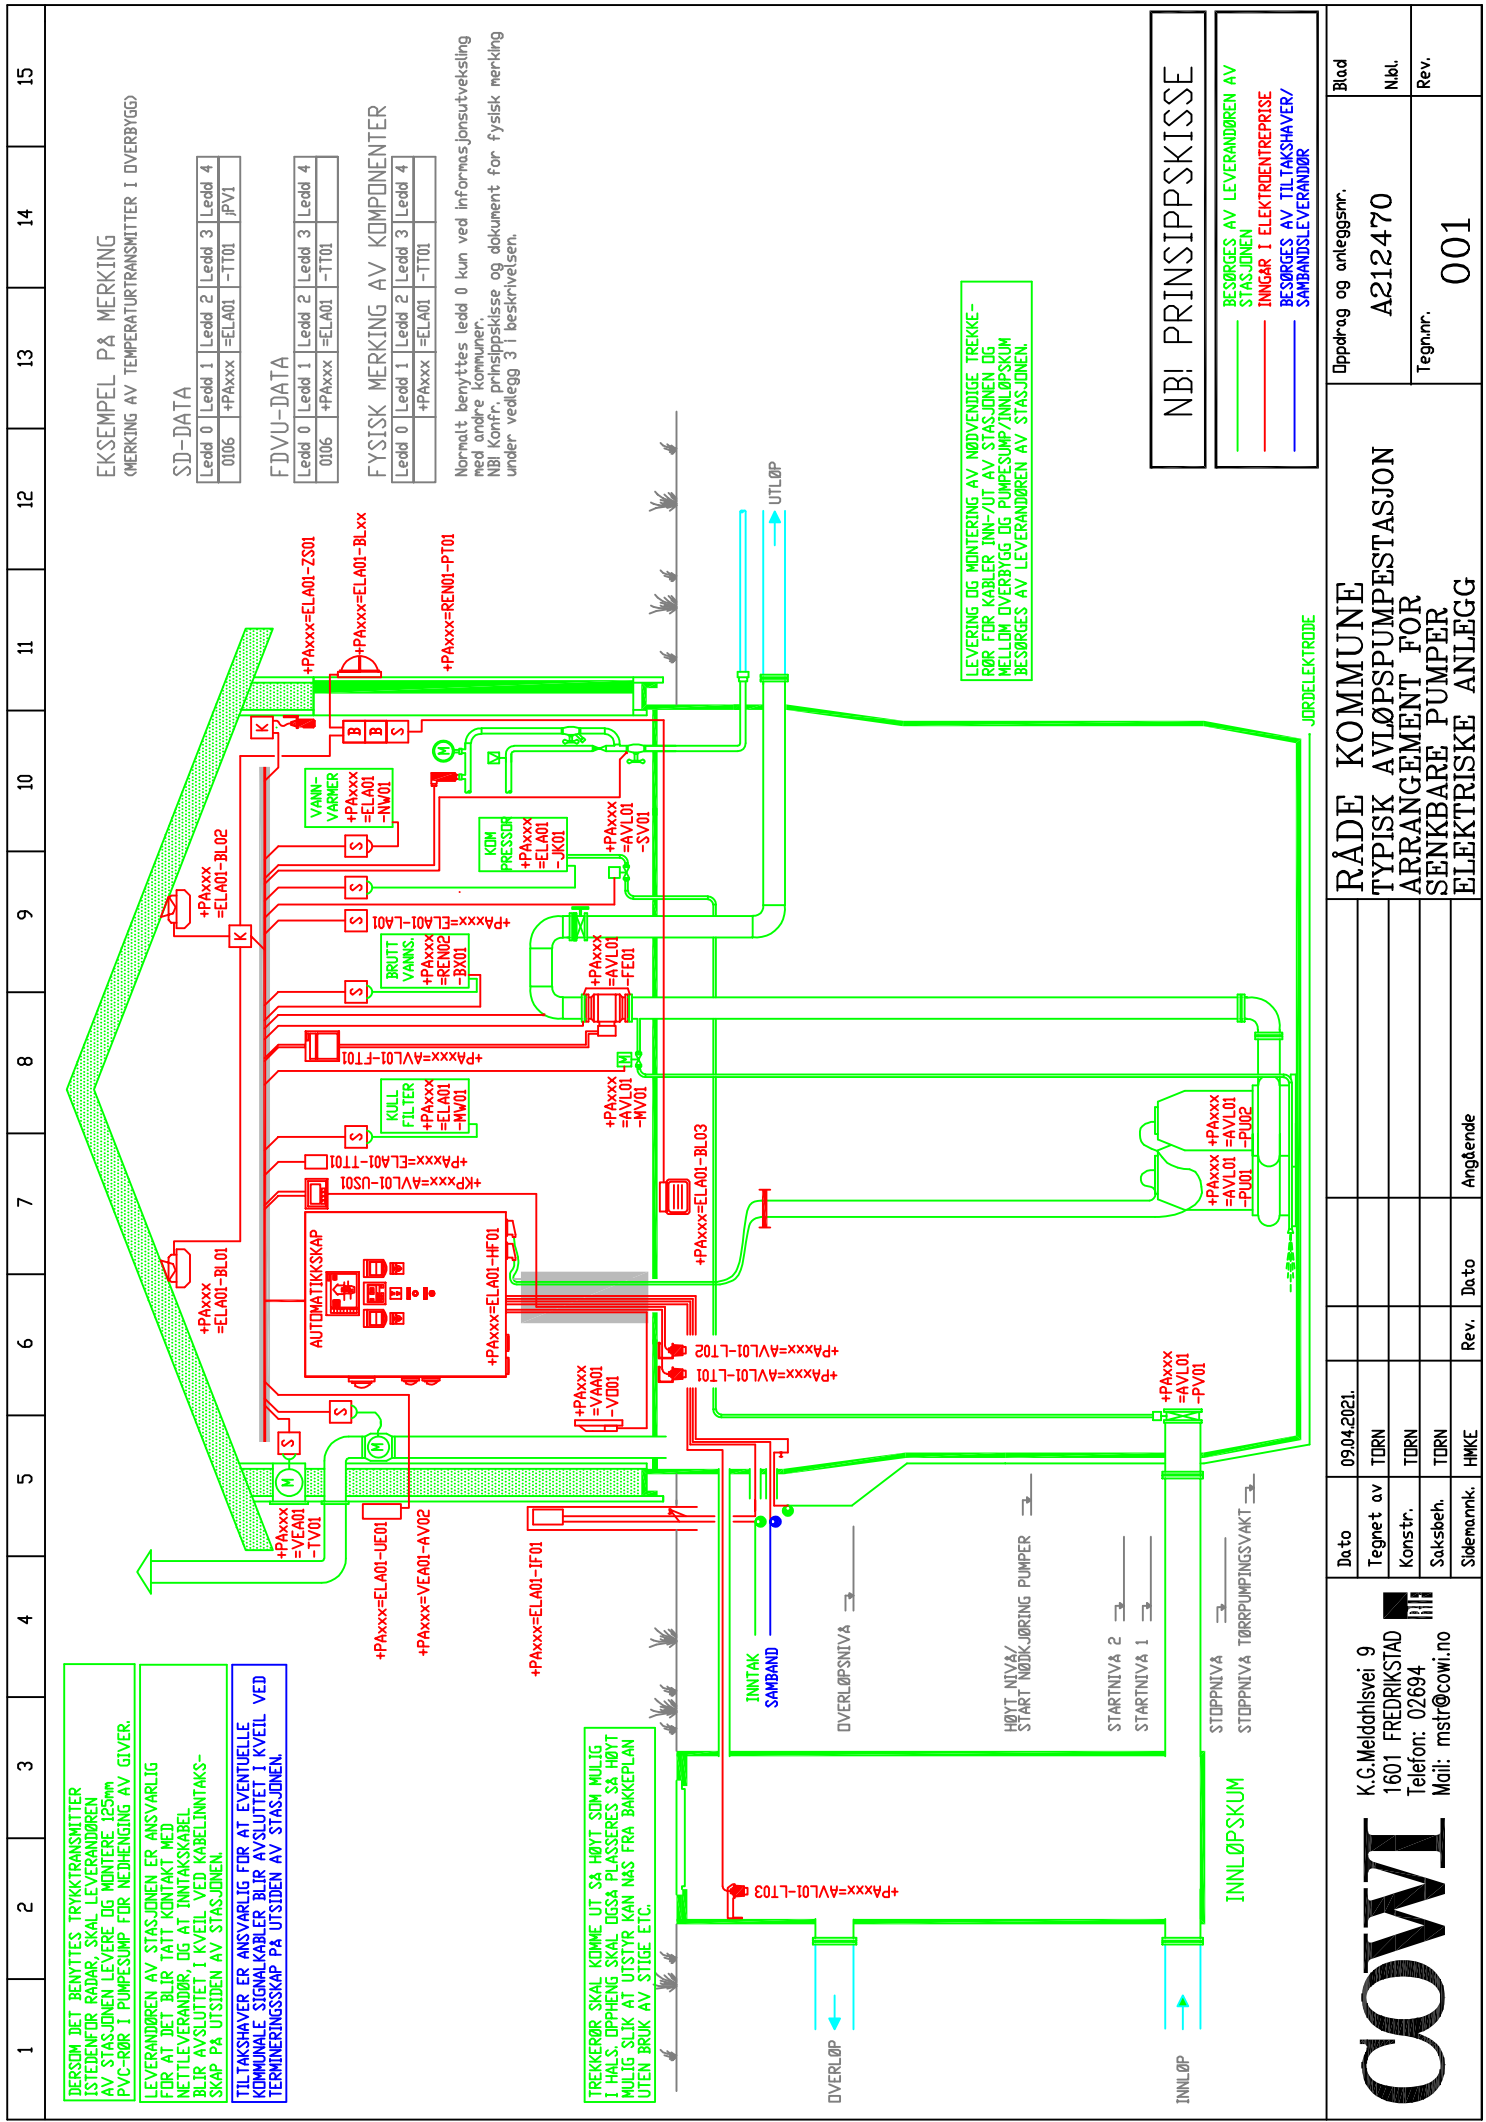 1
2
3
4
5
6
7
8
9
10
11
12
13
14
15
DERSOM DET BENYTTES TRYKKTRANSMITTER
ISTEDENFOR RADAR, SKAL LEVERANDØREN
AV STASJONEN LEVERE OG MONTERE 125mm
PVC-RØR I PUMPESUMP FOR NEDHENGING AV GIVER.
LEVERANDØREN AV STASJONEN ER ANSVARLIG
FOR AT DET BLIR TATT KONTAKT MED
NETTLEVERANDØR, OG AT INNTAKSKABEL
BLIR AVSLUTTET I KVEIL VED KABELINNTAKS-
SKAP PÅ UTSIDEN AV STASJONEN.
TILTAKSHAVER ER ANSVARLIG FOR AT EVENTUELLE
KOMMUNALE SIGNALKABLER BLIR AVSLUTTET I KVEIL VED
TERMINERINGSSKAP PÅ UTSIDEN AV STASJONEN.
EKSEMPEL PÅ MERKING
(MERKING AV TEMPERATURTRANSMITTER I OVERBYGG)
SD-DATA
Ledd 0 Ledd 1 Ledd 2 Ledd 3 Ledd 4
0106 +PAxxx =ELA01 -TT01 ;PV1
FDVU-DATA
Ledd 0 Ledd 1 Ledd 2 Ledd 3 Ledd 4
0106 +PAxxx =ELA01 -TT01
FYSISK MERKING AV KOMPONENTER
Ledd 0 Ledd 1 Ledd 2 Ledd 3 Ledd 4
+PAxxx =ELA01 -TT01
Normalt benyttes ledd 0 kun ved informasjonsutveksling
med andre kommuner.
NB! Konfr. prinsippskisse og dokument for fysisk merking
under vedlegg 3 i beskrivelsen.
+PAxxx
=ELA01-BL01
+PAxxx
=ELA01-BL02
K
K
+PAxxx=ELA01-ZS01
+PAxxx=ELA01-BLxx
+PAxxx=REN01-PT01
B
B
S
M
+PAxxx
=VEA01
-TV01
M
S
S
M
+PAxxx=ELA01-UE01
+PAxxx=VEA01-AV02
+PAxxx=ELA01-IF01
AUTOMATIKKSKAP
+PAxxx=ELA01-HF01
+KPAxxx=AVL01-US01
+PAxxx=ELA01-TT01
S
KULL
FILTER
+PAxxx
=ELA01
-MW01
+PAxxx=AVL01-FT01
S
BRUTT
VANNS.
+PAxxx
=REN02
-BX01
S
+PAxxx=ELA01-LA01
S
KOM
PRESSOR
+PAxxx
=ELA01
-JK01
S
VANN-
VARMER
+PAxxx
=ELA01
-NW01
+PAxxx
=VAA01
-VO01
+PAxxx
=AVL01
-MV01
M
+PAxxx
=AVL01
-FE01
+PAxxx
=AVL01
-SV01
+PAxxx=ELA01-BL03
+PAxxx=AVL01-LT02
+PAxxx=AVL01-LT01
+PAxxx=AVL01-LT03
TREKKERØR SKAL KOMME UT SÅ HØYT SOM MULIG
I HALS. OPPHENG SKAL OGSÅ PLASSERES SÅ HØYT
MULIG SLIK AT UTSTYR KAN NÅS FRA BAKKEPLAN
UTEN BRUK AV STIGE ETC.
INNTAK
SAMBAND
UTLØP
OVERLØP
OVERLØPSNIVÅ
HØYT NIVÅ/
START NØDKJØRING PUMPER
STARTNIVÅ 2
STARTNIVÅ 1
STOPPNIVÅ
STOPPNIVÅ TØRRPUMPINGSVAKT
INNLØP
INNLØPSKUM
+PAxxx
=AVL01
-PV01
+PAxxx
=AVL01
-PU01
+PAxxx
=AVL01
-PU02
JORDELEKTRODE
LEVERING OG MONTERING AV NØDVENDIGE TREKKE-
RØR FOR KABLER INN-/UT AV STASJONEN OG
MELLOM OVERBYGG OG PUMPESUMP/INNLØPSKUM
BESØRGES AV LEVERANDØREN AV STASJONEN.
NB! PRINSIPPSKISSE
BESØRGES AV LEVERANDØREN AV
STASJONEN
INNGÅR I ELEKTROENTREPRISE
BESØRGES AV TILTAKSHAVER/
SAMBANDSLEVERANDØR
COWI
K.G.Meldahlsvei 9
1601 FREDRIKSTAD
Telefon: 02694
Mail: mstr@cowi.no
RIF
Dato 09.04.2021.
Tegnet av TORN
Konstr. TORN
Saksbeh. TORN
Sidemannk. HMKE
Rev. Dato Angående
RÅDE KOMMUNE
TYPISK AVLØPSPUMPESTASJON
ARRANGEMENT FOR
SENKBARE PUMPER
ELEKTRISKE ANLEGG
Oppdrag og anleggsnr.
A212470
Tegn.nr.
001
Blad
N.bl.
Rev.